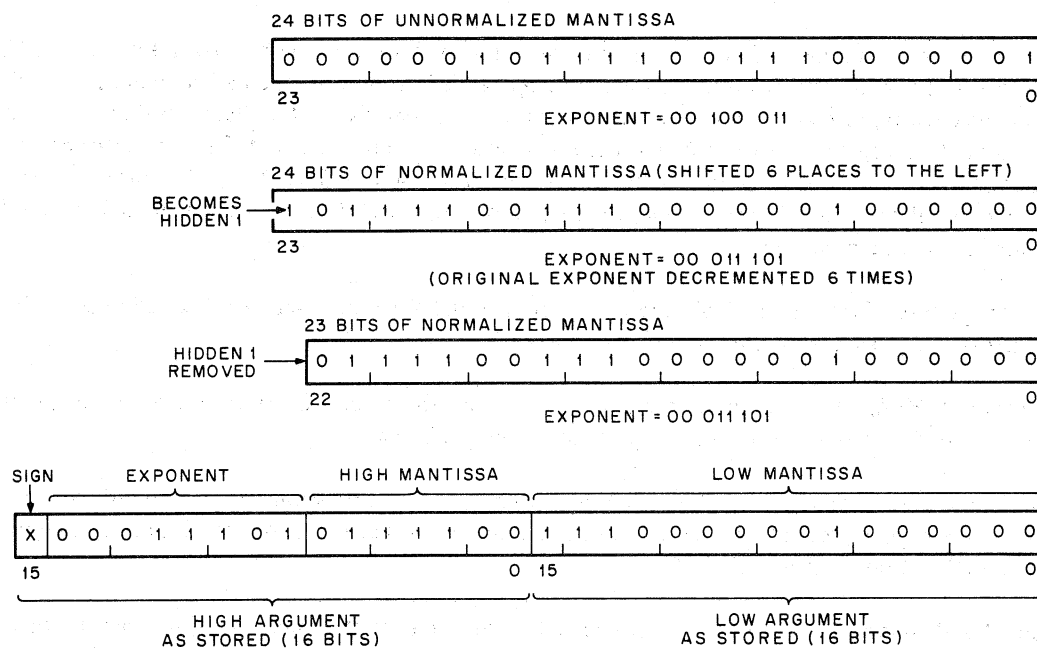 24 BITS OF UNNORMALIZED MANTISSA
0 0 0 0 0 0 1 0 1 1 1 1 0 0 1 1 1 0 0 0 0 0 0 1
23 0
EXPONENT = 00 100 011
24 BITS OF NORMALIZED MANTISSA (SHIFTED 6 PLACES TO THE LEFT)
BECOMES
HIDDEN 1
1 0 1 1 1 1 0 0 1 1 1 0 0 0 0 0 0 1 0 0 0 0 0 0
23 0
EXPONENT = 00 011 101
(ORIGINAL EXPONENT DECREMENTED 6 TIMES)
23 BITS OF NORMALIZED MANTISSA
HIDDEN 1
REMOVED
0 1 1 1 1 0 0 1 1 1 0 0 0 0 0 0 1 0 0 0 0 0 0
22 0
EXPONENT = 00 011 101
SIGN EXPONENT HIGH MANTISSA LOW MANTISSA
X 0 0 0 1 1 1 0 1 0 1 1 1 1 0 0 1 1 1 0 0 0 0 0 0 1 0 0 0 0 0 0
15 0 15 0
HIGH ARGUMENT
AS STORED (16 BITS)
LOW ARGUMENT
AS STORED (16 BITS)